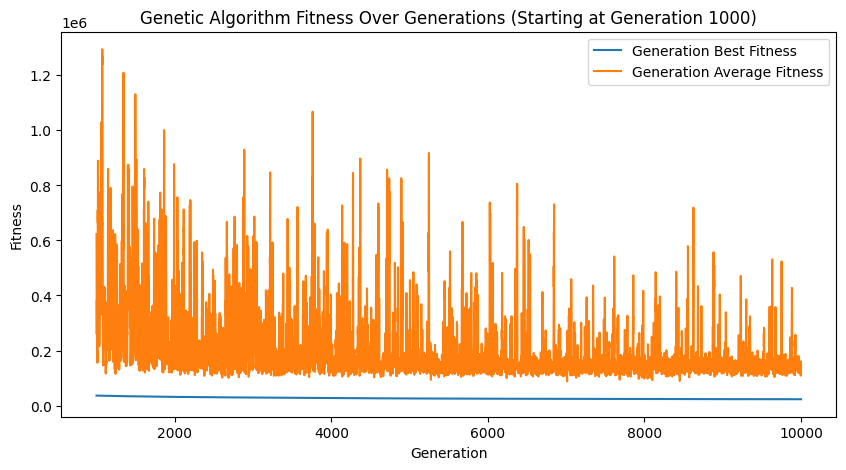 Genetic Algorithm Fitness Over Generations (Starting at Generation 1000)
1e6
Generation Best Fitness
Generation Average Fitness
1.2
1.0
0.8
0.6
0.4
0.2
0.0
Fitness
2000 4000 6000 8000 10000
Generation